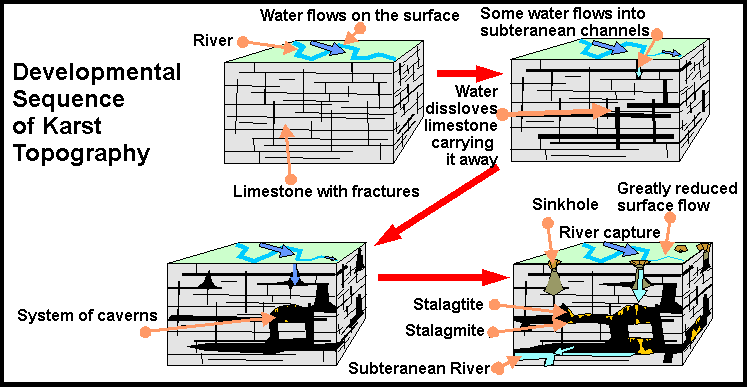 Developmental
Sequence
of Karst
Topography
Water flows on the surface
River
Limestone with fractures
Some water flows into
subteranean channels
Water
dissloves
limestone
carrying
it away
System of caverns
Sinkhole
Greatly reduced
surface flow
River capture
Stalagtite
Stalagmite
Subteranean River